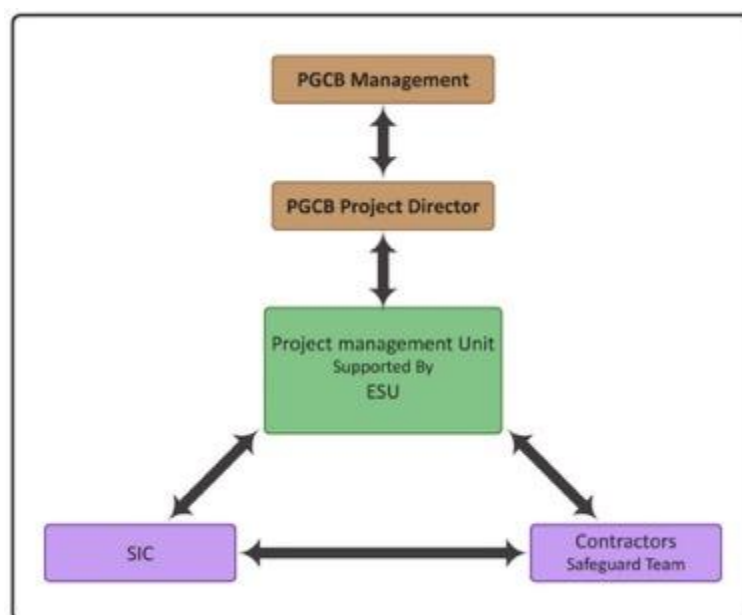 PGCB Management
PGCB Project Director
Project management Unit
Supported By
ESU
SIC
Contractors
Safeguard Team